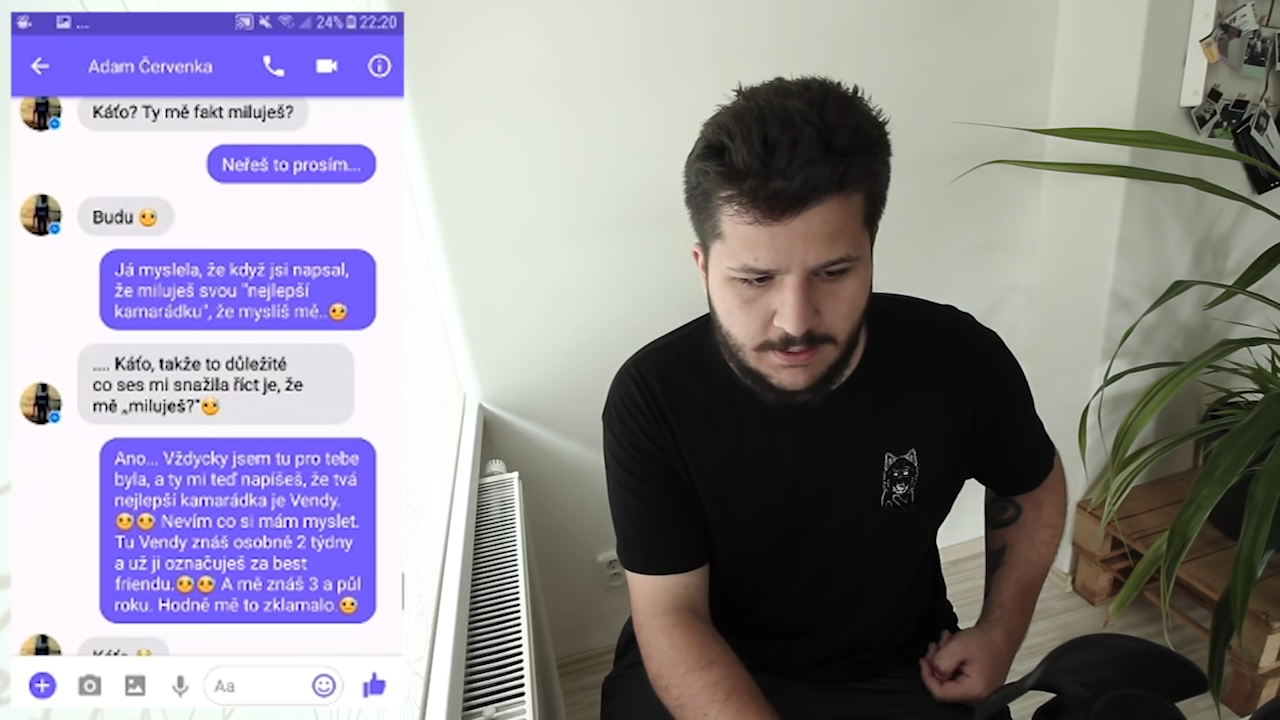 ... 24% 22:20
Adam Červenka
Káťo? Ty mě fakt miluješ?
Neřeš to prosím...
Budu
Já myslela, že když jsi napsal,
že miluješ svou "nejlepší
kamarádku", že myslíš mě..
.... Káťo, takže to důležité
co ses mi snažila říct je, že
mě „miluješ?"
Ano... Vždycky jsem tu pro tebe
byla, a ty mi teď napíšeš, že tvá
nejlepší kamarádka je Vendy.
Nevím co si mám myslet.
Tu Vendy znáš osobně 2 týdny
a už ji označuješ za best
friendu. A mě znáš 3 a půl
roku. Hodně mě to zklamalo.
Káťo
Aa